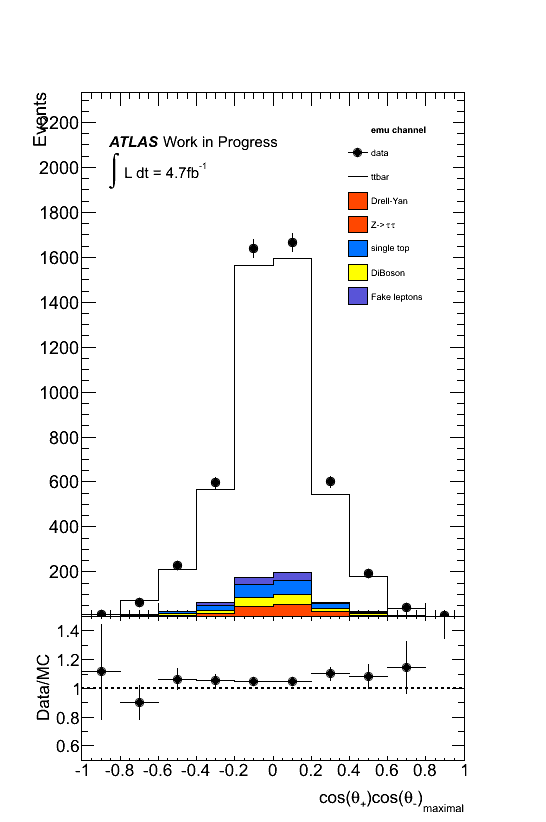 Events
2200
2000
1800
1600
1400
1200
1000
800
600
400
200
ATLAS Work in Progress
∫ L dt = 4.7fb⁻¹
emu channel
data
ttbar
Drell-Yan
Z->ττ
single top
DiBoson
Fake leptons
Data/MC
1.4
1.2
1
0.8
0.6
-1 -0.8 -0.6 -0.4 -0.2 0 0.2 0.4 0.6 0.8 1
cos(θ₊)cos(θ₋)maximal